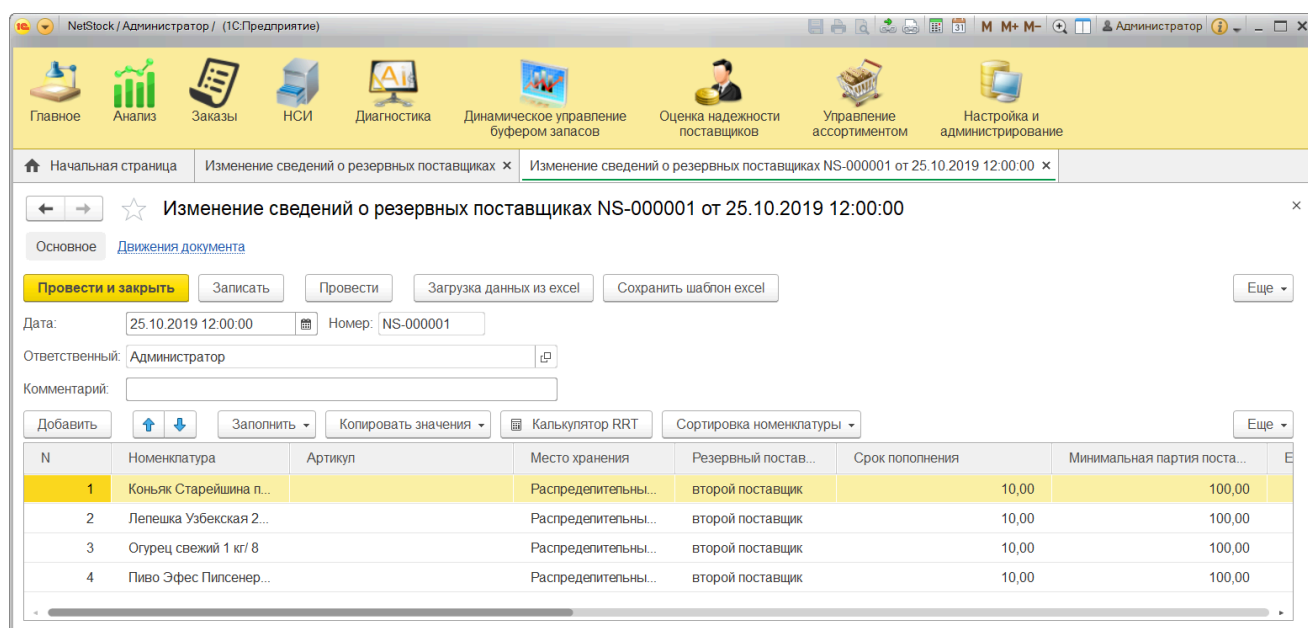 NetStock / Администратор / (1С:Предприятие)
M M+ M- Администратор
Главное Анализ Заказы НСИ Диагностика Динамическое управление буфером запасов Оценка надежности поставщиков Управление ассортиментом Настройка и администрирование
Начальная страница Изменение сведений о резервных поставщиках × Изменение сведений о резервных поставщиках NS-000001 от 25.10.2019 12:00:00 ×
Изменение сведений о резервных поставщиках NS-000001 от 25.10.2019 12:00:00
Основное Движения документа
Провести и закрыть Записать Провести Загрузка данных из excel Сохранить шаблон excel Еще
Дата: 25.10.2019 12:00:00 Номер: NS-000001
Ответственный: Администратор
Комментарий:
Добавить Заполнить Копировать значения Калькулятор RRT Сортировка номенклатуры Еще
N Номенклатура Артикул Место хранения Резервный постав... Срок пополнения Минимальная партия поста... Е
1 Коньяк Старейшина п... Распределительны... второй поставщик 10,00 100,00
2 Лепешка Узбекская 2... Распределительны... второй поставщик 10,00 100,00
3 Огурец свежий 1 кг/ 8 Распределительны... второй поставщик 10,00 100,00
4 Пиво Эфес Пилсенер... Распределительны... второй поставщик 10,00 100,00